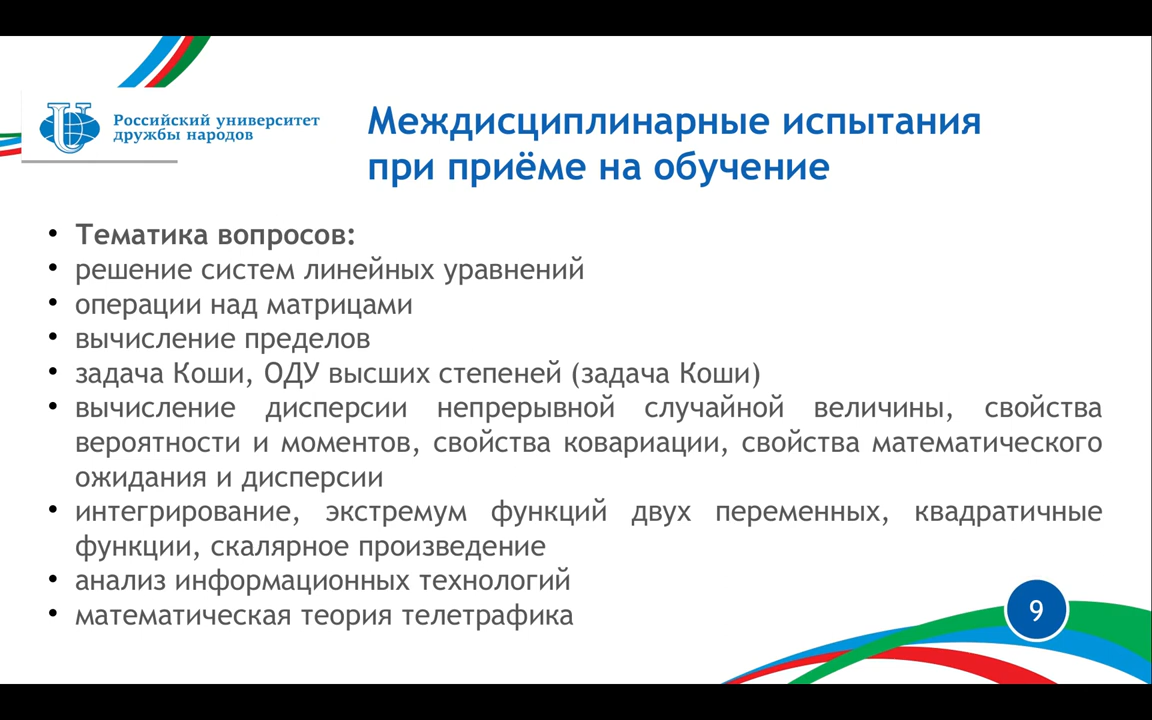 Российский университет
дружбы народов
Междисциплинарные испытания
при приёме на обучение
• Тематика вопросов:
• решение систем линейных уравнений
• операции над матрицами
• вычисление пределов
• задача Коши, ОДУ высших степеней (задача Коши)
• вычисление дисперсии непрерывной случайной величины, свойства
вероятности и моментов, свойства ковариации, свойства математического
ожидания и дисперсии
• интегрирование, экстремум функций двух переменных, квадратичные
функции, скалярное произведение
• анализ информационных технологий
• математическая теория телетрафика
9